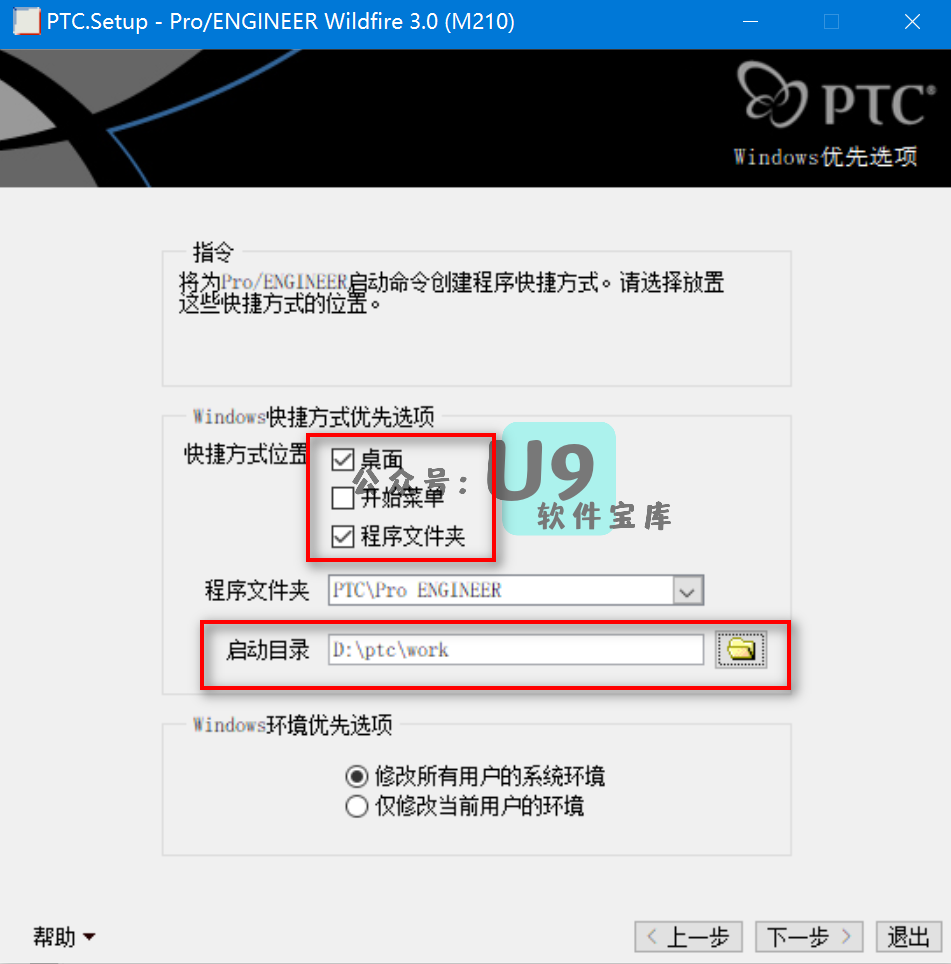 PTC.Setup - Pro/ENGINEER Wildfire 3.0 (M210)
PTC®
Windows优先选项
指令
将为Pro/ENGINEER启动命令创建程序快捷方式。请选择放置
这些快捷方式的位置。
Windows快捷方式优先选项
快捷方式位置
桌面
公众号：U9
开始菜单
软件宝库
程序文件夹
程序文件夹 PTC\Pro ENGINEER
启动目录 D:\ptc\work
Windows环境优先选项
修改所有用户的系统环境
仅修改当前用户的环境
帮助
上一步 下一步 退出